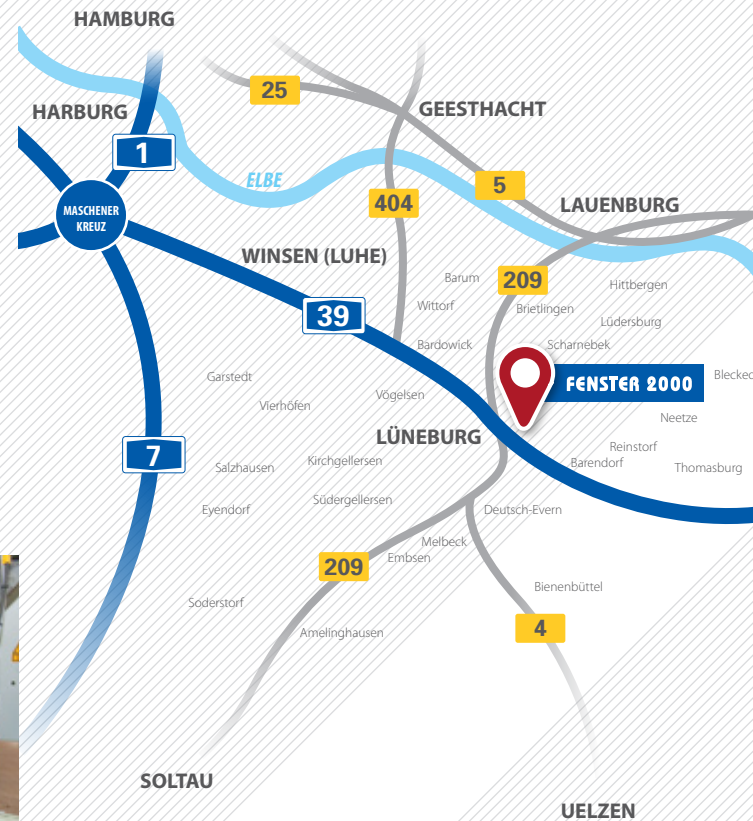 HAMBURG
25
GEESTHACHT
HARBURG
1
ELBE
5
404
LAUENBURG
MASCHENER
KREUZ
WINSEN (LUHE)
Barum
209
Hittbergen
Wittorf
Brietlingen
39
Lüdersburg
Bardowick
Scharnebek
Garstedt
FENSTER 2000
Blecked
Vierhöfen
Vögelsen
Neetze
LÜNEBURG
Reinstorf
7
Kirchgellersen
Barendorf
Salzhausen
Thomasburg
Eyendorf
Südergellersen
Deutsch-Evern
Melbeck
209
Embsen
Bienenbüttel
Soderstorf
4
Amelinghausen
SOLTAU
UELZEN